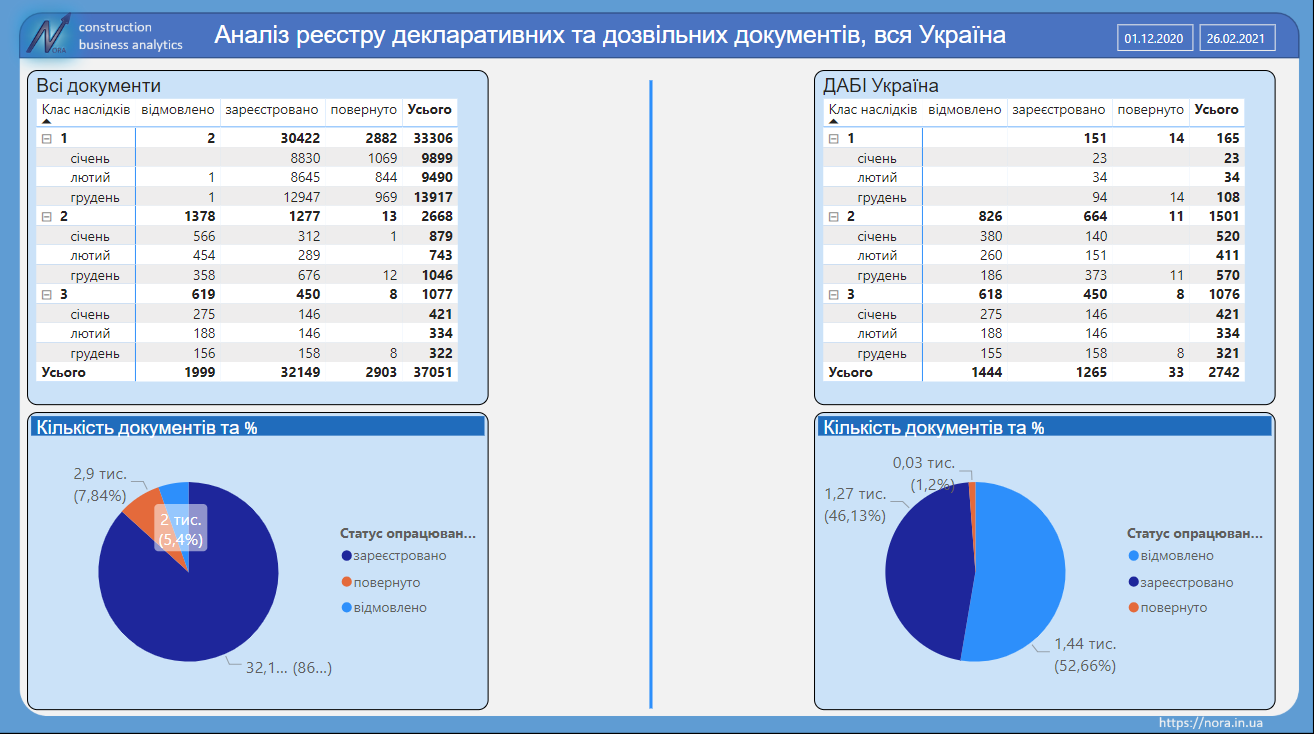 NORA
construction
business analytics
Аналіз реєстру декларативних та дозвільних документів, вся Україна
01.12.2020 26.02.2021
Всі документи
Клас наслідків відмовлено зареєстровано повернуто Усього
1 2 30422 2882 33306
січень 8830 1069 9899
лютий 1 8645 844 9490
грудень 1 12947 969 13917
2 1378 1277 13 2668
січень 566 312 1 879
лютий 454 289 743
грудень 358 676 12 1046
3 619 450 8 1077
січень 275 146 421
лютий 188 146 334
грудень 156 158 8 322
Усього 1999 32149 2903 37051
ДАБІ Україна
Клас наслідків відмовлено зареєстровано повернуто Усього
1 151 14 165
січень 23 23
лютий 34 34
грудень 94 14 108
2 826 664 11 1501
січень 380 140 520
лютий 260 151 411
грудень 186 373 11 570
3 618 450 8 1076
січень 275 146 421
лютий 188 146 334
грудень 155 158 8 321
Усього 1444 1265 33 2742
Кількість документів та %
2,9 тис.
(7,84%)
2 тис.
(5,4%)
32,1... (86...)
Статус опрацюван...
зареєстровано
повернуто
відмовлено
Кількість документів та %
0,03 тис.
(1,2%)
1,27 тис.
(46,13%)
1,44 тис.
(52,66%)
Статус опрацюван...
відмовлено
зареєстровано
повернуто
https://nora.in.ua